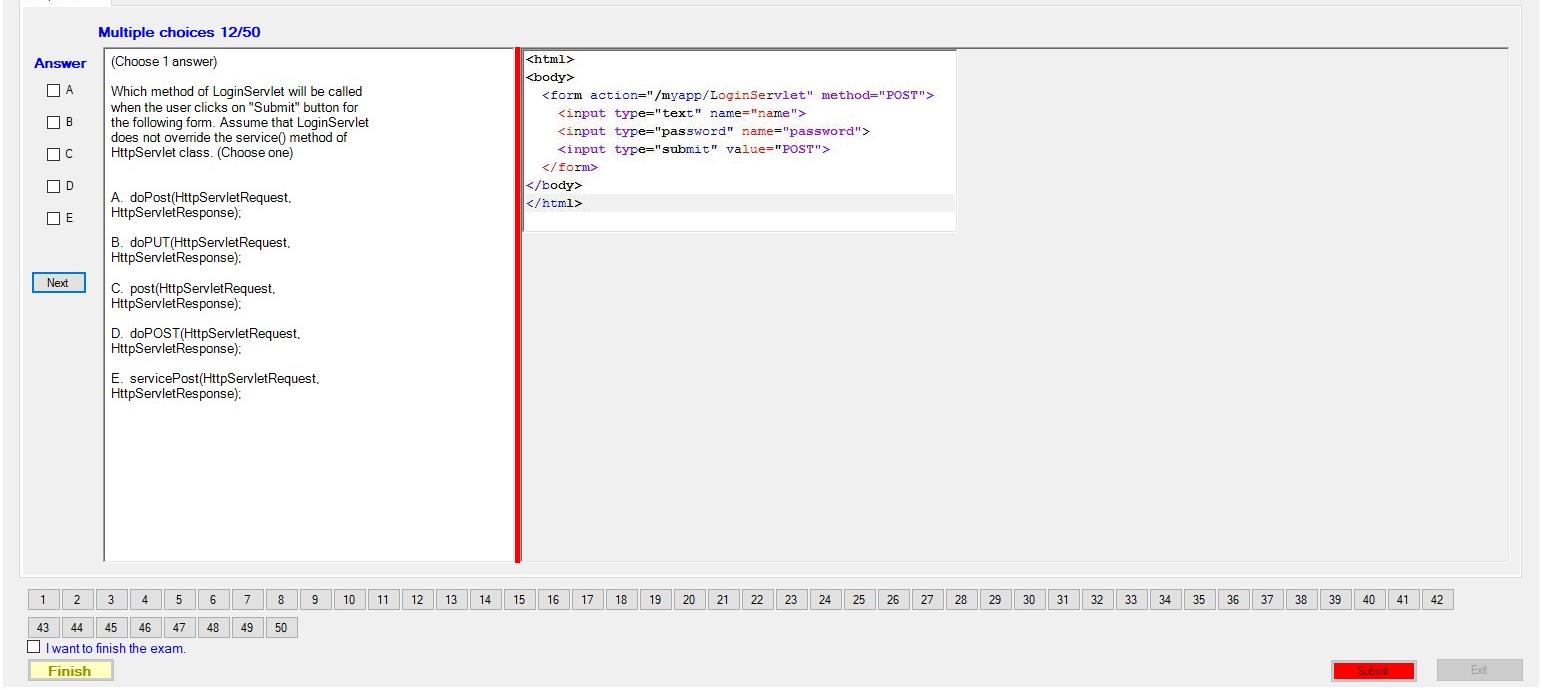 Multiple choices 12/50
Answer
A
B
C
D
E
Next
(Choose 1 answer)
Which method of LoginServlet will be called
when the user clicks on "Submit" button for
the following form. Assume that LoginServlet
does not override the service() method of
HttpServlet class. (Choose one)
A. doPost(HttpServletRequest,
HttpServletResponse);
B. doPUT(HttpServletRequest,
HttpServletResponse);
C. post(HttpServletRequest,
HttpServletResponse);
D. doPOST(HttpServletRequest,
HttpServletResponse);
E. servicePost(HttpServletRequest,
HttpServletResponse);
<html>
<body>
<form action="/myapp/LoginServlet" method="POST">
<input type="text" name="name">
<input type="password" name="password">
<input type="submit" value="POST">
</form>
</body>
</html>
1 2 3 4 5 6 7 8 9 10 11 12 13 14 15 16 17 18 19 20 21 22 23 24 25 26 27 28 29 30 31 32 33 34 35 36 37 38 39 40 41 42
43 44 45 46 47 48 49 50
I want to finish the exam.
Finish
Submit
Exit